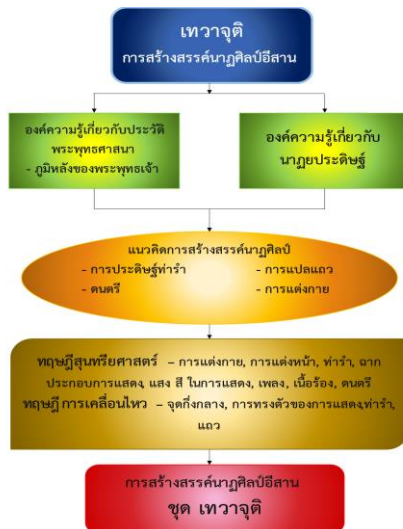 เทวาจุติ
การสร้างสรรค์นาฏศิลป์อีสาน
องค์ความรู้เกี่ยวกับประวัติ
พระพุทธศาสนา
- ภูมิหลังของพระพุทธเจ้า
องค์ความรู้เกี่ยวกับ
นาฏยประดิษฐ์
แนวคิดการสร้างสรรค์นาฏศิลป์
- การประดิษฐ์ท่ารำ - การแปลแถว
- ดนตรี - การแต่งกาย
ทฤษฎีสุนทรียศาสตร์ – การแต่งกาย, การแต่งหน้า, ท่ารำ, ฉาก
ประกอบการแสดง, แสง สี ในการแสดง, เพลง, เนื้อร้อง, ดนตรี
ทฤษฎีการเคลื่อนไหว – จุดกึ่งกลาง, การทรงตัวของการแสดง,ท่ารำ,
แถว
การสร้างสรรค์นาฏศิลป์อีสาน
ชุด เทวาจุติ